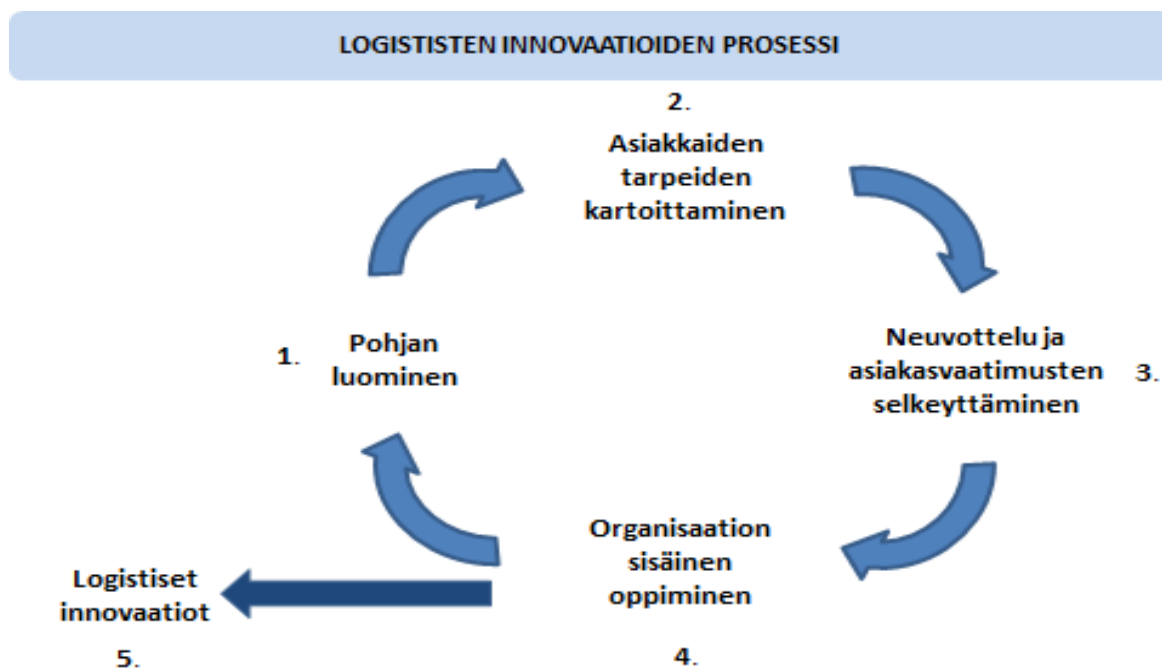 LOGISTISTEN INNOVAATIOIDEN PROSESSI
2.
Asiakkaiden
tarpeiden
kartoittaminen
1.
Pohjan
luominen
Neuvottelu ja
asiakasvaatimusten
selkeyttäminen
3.
Organisaation
sisäinen
oppiminen
4.
Logistiset
innovaatiot
5.